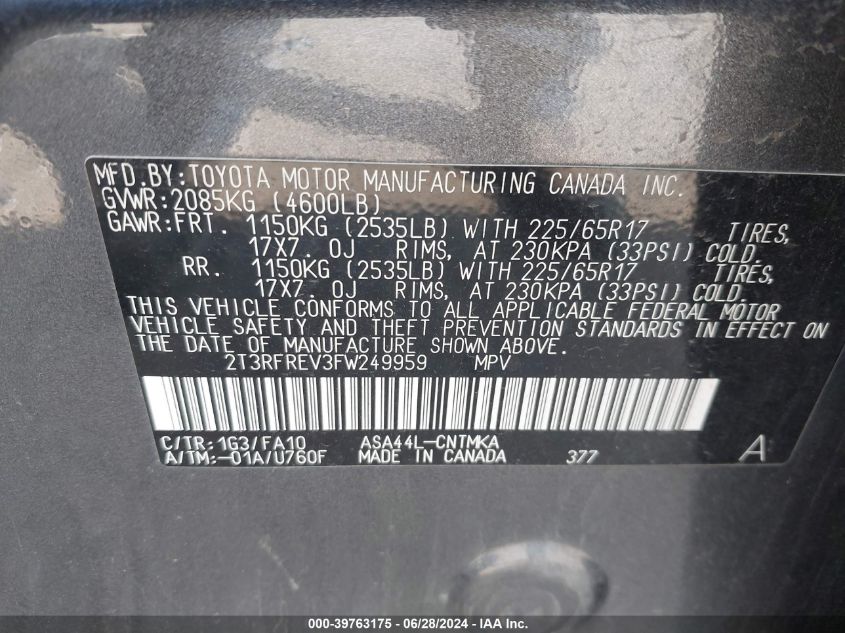 MFD.BY:TOYOTA MOTOR MANUFACTURING CANADA INC.
GVWR:2085KG (4600LB)
GAWR:FRT. 1150KG (2535LB) WITH 225/65R17 TIRES,
17X7. 0J RIMS, AT 230KPA (33PSI) COLD.
RR. 1150KG (2535LB) WITH 225/65R17 TIRES,
17X7. 0J RIMS, AT 230KPA (33PSI) COLD.
THIS VEHICLE CONFORMS TO ALL APPLICABLE FEDERAL MOTOR
VEHICLE SAFETY AND THEFT PREVENTION STANDARDS IN EFFECT ON
THE DATE OF MANUFACTURE SHOWN ABOVE.
2T3RFREV3FW249959 MPV
C/TR:1G3/FA10 ASA44L-CNTMKA
A/TM:-01A/U760F MADE IN CANADA 377 A
000-39763175 - 06/28/2024 - IAA Inc.